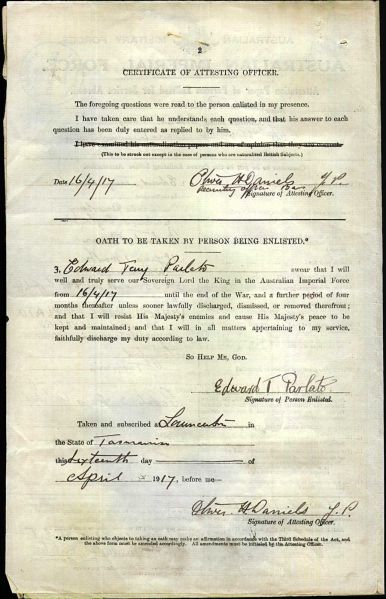 2
CERTIFICATE OF ATTESTING OFFICER.
The foregoing questions were read to the person enlisted in my presence.
I have taken care that he understands each question, and that his answer to each
question has been duly entered as replied to by him.
I have examined his naturalization papers and am of opinion that they are correct.
(This to be struck out except in the case of persons who are naturalized British Subjects.)
Date 16/4/17 H Daniels J.P.
Signature of Attesting Officer.
OATH TO BE TAKEN BY PERSON BEING ENLISTED.*
3, Edward Parlato swear that I will
well and truly serve our Sovereign Lord the King in the Australian Imperial Force
from 16/4/17 until the end of the War, and a further period of four
months thereafter unless sooner lawfully discharged, dismissed, or removed therefrom; and
that I will resist His Majesty's enemies and cause His Majesty's peace to
be kept and maintained; and that I will in all matters appertaining to my service,
faithfully discharge my duty according to law.
SO HELP ME, GOD.
Edward T Parlato
Signature of Person Enlisted.
Taken and subscribed at Launceston in
the State of Tasmania
this sixteenth day of
April 1917, before me—
H Daniels J.P.
Signature of Attesting Officer.
*A person enlisting who objects to taking an oath may make an affirmation in accordance with the Third Schedule of the Act, and
the above form must be amended accordingly. All amendments must be initialed by the Attesting Officer.